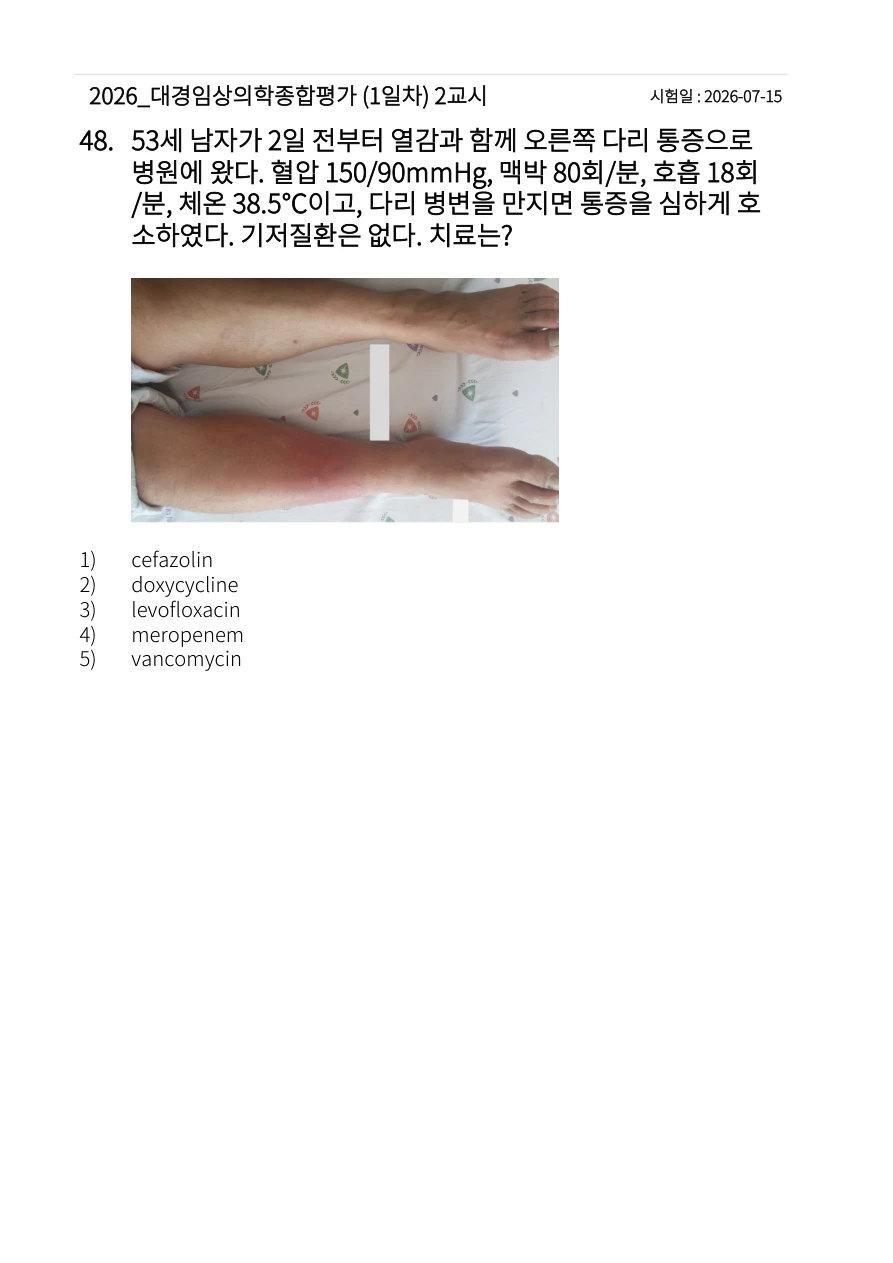 2026_대경임상의학종합평가 (1일차) 2교시
시험일 : 2026-07-15
48. 53세 남자가 2일 전부터 열감과 함께 오른쪽 다리 통증으로
병원에 왔다. 혈압 150/90mmHg, 맥박 80회/분, 호흡 18회
/분, 체온 38.5℃이고, 다리 병변을 만지면 통증을 심하게 호
소하였다. 기저질환은 없다. 치료는?
1) cefazolin
2) doxycycline
3) levofloxacin
4) meropenem
5) vancomycin